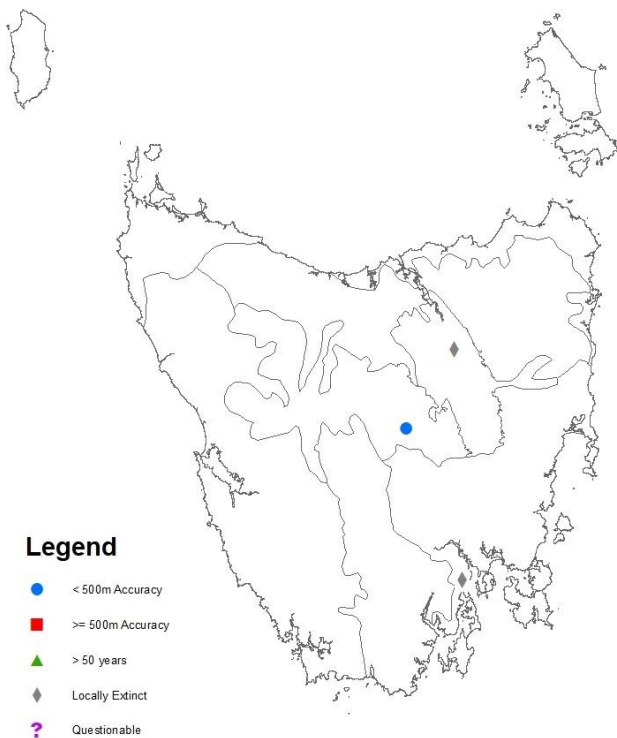 Legend
< 500m Accuracy
>= 500m Accuracy
> 50 years
Locally Extinct
? Questionable